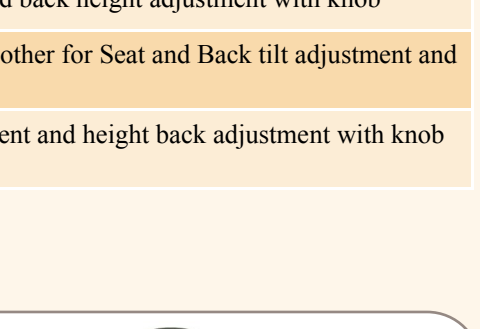 back height adjustment with knob
other for Seat and Back tilt adjustment and
ent and height back adjustment with knob